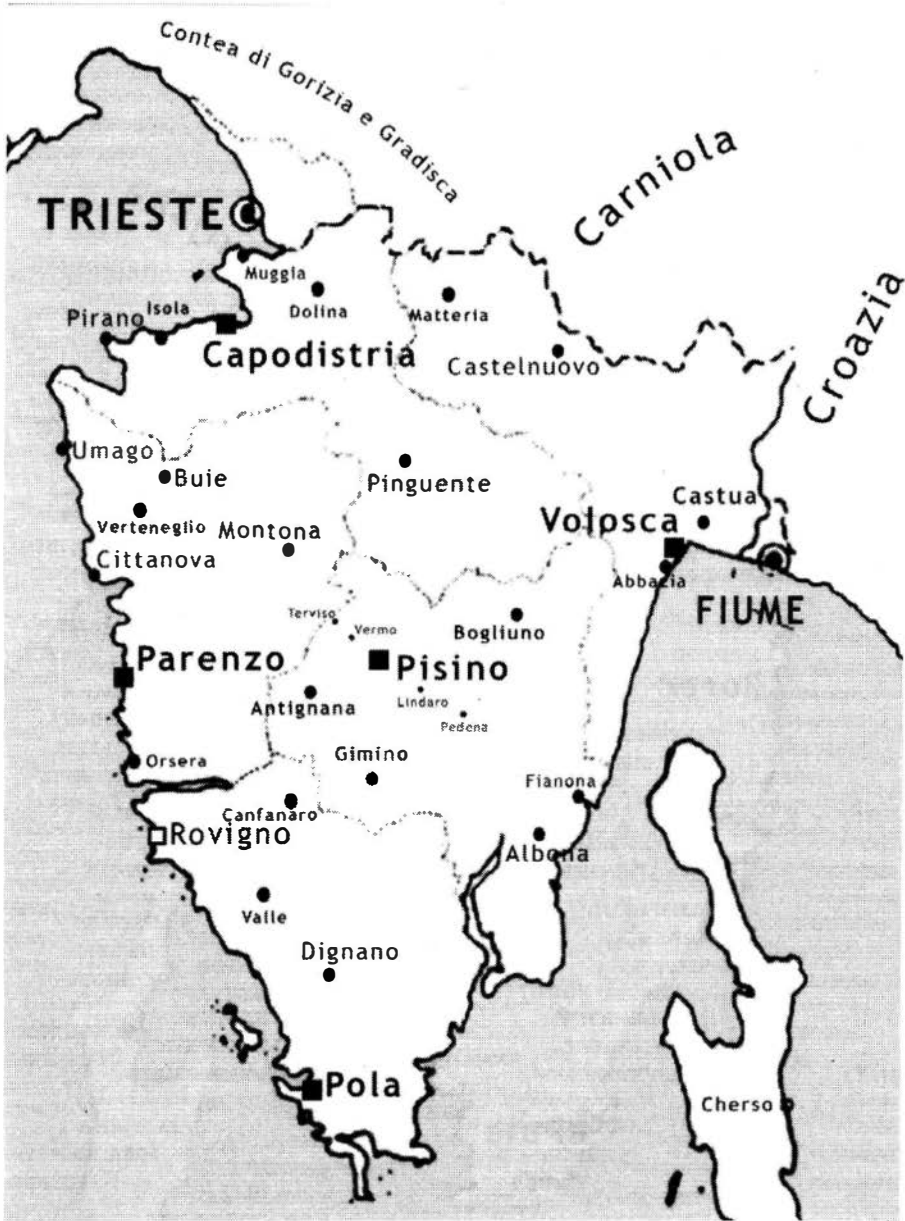 Contea di Gorizia e Gradisca
Carniola
Croazia
TRIESTE
Muggia
Dolina
Matteria
Pirano
Isola
Capodistria
Castelnuovo
Umago
Buie
Pinguente
Castua
Verteneglio
Montona
Volosca
Cittanova
Abbazia
FIUME
Terviso
Vermo
Bogliuno
Parenzo
Pisino
Antignana
Lindaro
Pedena
Orsera
Gimino
Fianona
Canfanaro
Rovigno
Albona
Valle
Dignano
Pola
Cherso